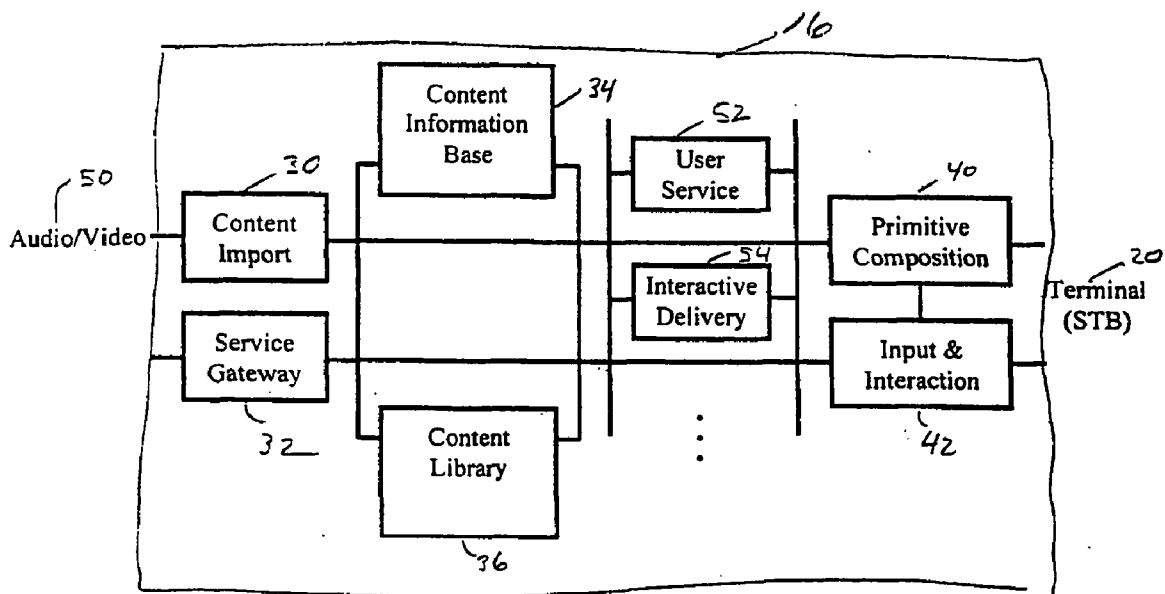 16
Content
Information
Base
34
52
User
Service
50
Audio/Video
30
Content
Import
40
Primitive
Composition
54
Interactive
Delivery
20
Terminal
(STB)
Service
Gateway
32
Input &
Interaction
42
Content
Library
36